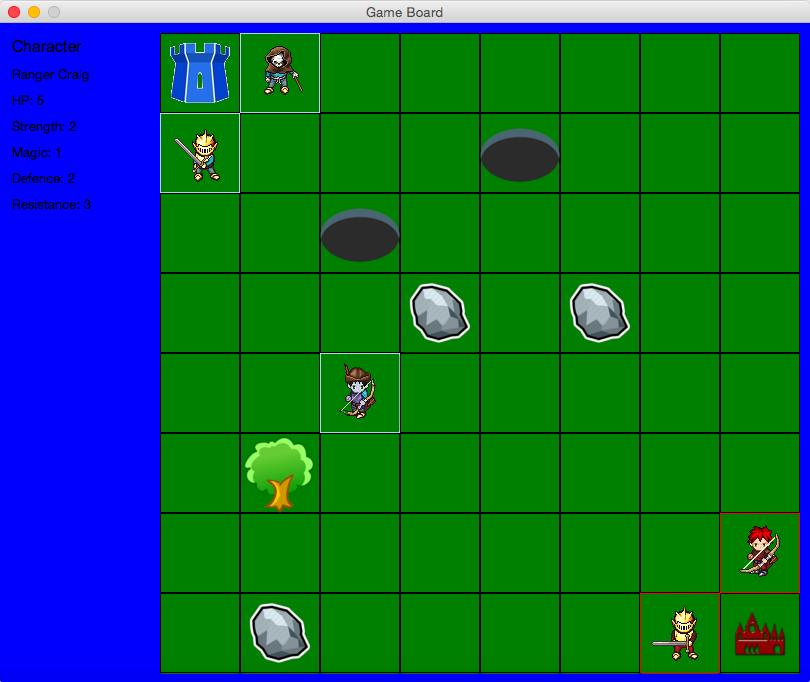 Game Board
Character
Ranger Craig
HP: 5
Strength: 2
Magic: 1
Defence: 2
Resistance: 3